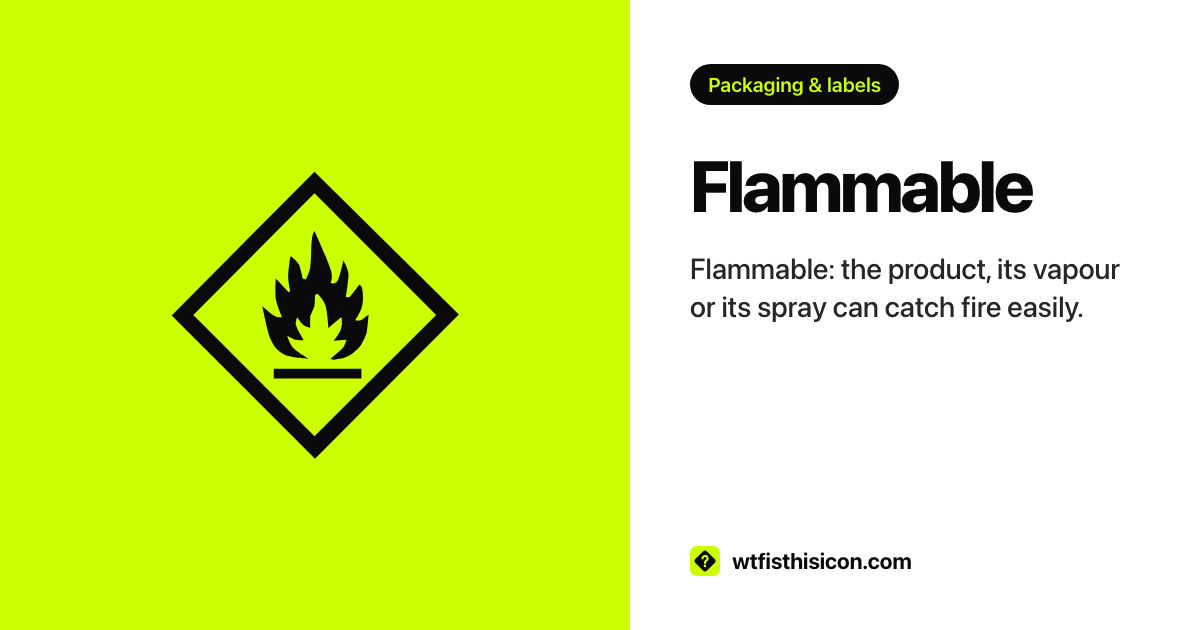 Packaging & labels
Flammable
Flammable: the product, its vapour
or its spray can catch fire easily.
wtfisthisicon.com